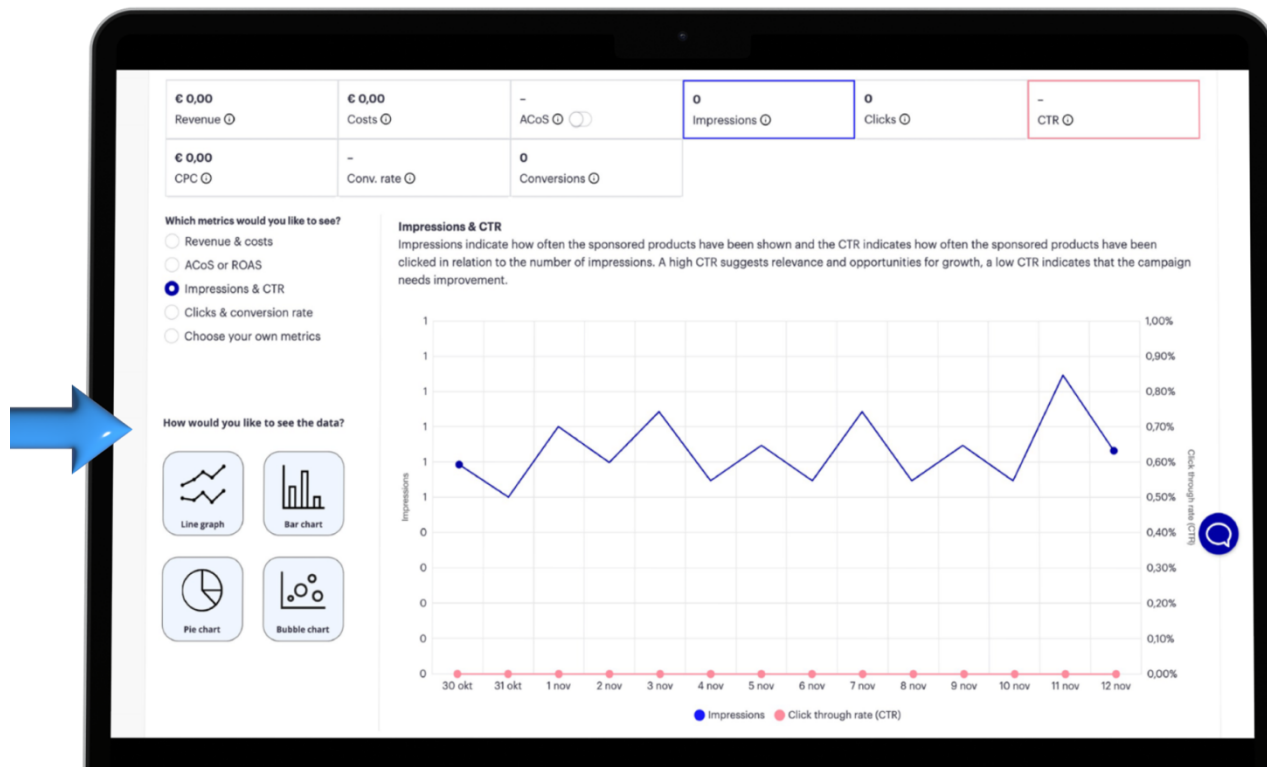 € 0,00
Revenue
€ 0,00
Costs
–
ACoS
0
Impressions
0
Clicks
–
CTR
€ 0,00
CPC
–
Conv. rate
0
Conversions
Which metrics would you like to see?
Revenue & costs
ACoS or ROAS
Impressions & CTR
Clicks & conversion rate
Choose your own metrics
How would you like to see the data?
Line graph
Bar chart
Pie chart
Bubble chart
Impressions & CTR
Impressions indicate how often the sponsored products have been shown and the CTR indicates how often the sponsored products have been
clicked in relation to the number of impressions. A high CTR suggests relevance and opportunities for growth, a low CTR indicates that the campaign
needs improvement.
Impressions
1
1
1
1
1
1
0
0
0
0
0
1,00%
0,90%
0,80%
0,70%
0,60%
0,50%
0,40%
0,30%
0,20%
0,10%
0,00%
Click through rate (CTR)
30 okt 31 okt 1 nov 2 nov 3 nov 4 nov 5 nov 6 nov 7 nov 8 nov 9 nov 10 nov 11 nov 12 nov
Impressions Click through rate (CTR)